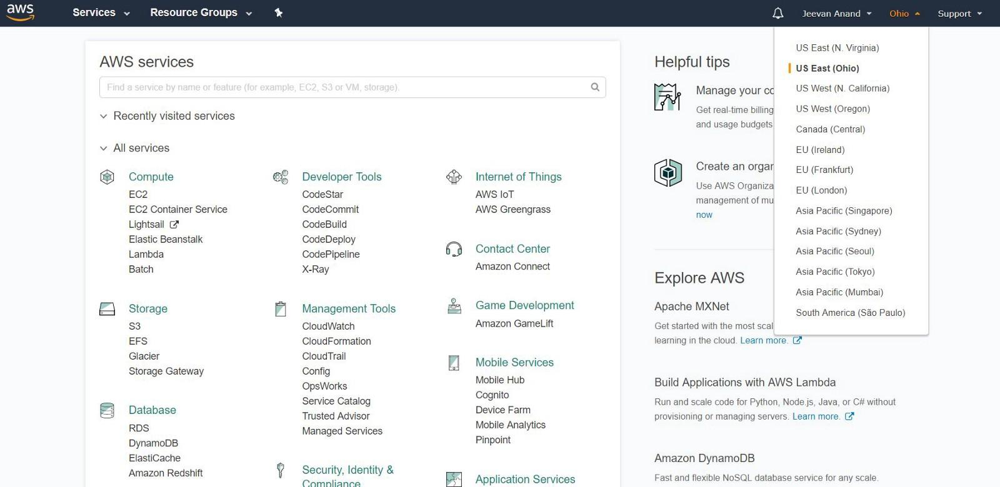 aws
Services
Resource Groups
Jeevan Anand
Ohio
Support
AWS services
Find a service by name or feature (for example, EC2, S3 or VM, storage).
Recently visited services
All services
Compute
EC2
EC2 Container Service
Lightsail
Elastic Beanstalk
Lambda
Batch
Storage
S3
EFS
Glacier
Storage Gateway
Database
RDS
DynamoDB
ElastiCache
Amazon Redshift
Developer Tools
CodeStar
CodeCommit
CodeBuild
CodeDeploy
CodePipeline
X-Ray
Management Tools
CloudWatch
CloudFormation
CloudTrail
Config
OpsWorks
Service Catalog
Trusted Advisor
Managed Services
Security, Identity &
Compliance
Internet of Things
AWS IoT
AWS Greengrass
Contact Center
Amazon Connect
Game Development
Amazon GameLift
Mobile Services
Mobile Hub
Cognito
Device Farm
Mobile Analytics
Pinpoint
Application Services
Helpful tips
Manage your co
Get real-time billing
and usage budgets
Create an orgar
Use AWS Organiza
management of mu
now
Explore AWS
Apache MXNet
Get started with the most scal
learning in the cloud. Learn more.
Build Applications with AWS Lambda
Run and scale code for Python, Node.js, Java, or C# without
provisioning or managing servers. Learn more.
Amazon DynamoDB
Fast and flexible NoSQL database service for any scale.
US East (N. Virginia)
US East (Ohio)
US West (N. California)
US West (Oregon)
Canada (Central)
EU (Ireland)
EU (Frankfurt)
EU (London)
Asia Pacific (Singapore)
Asia Pacific (Sydney)
Asia Pacific (Seoul)
Asia Pacific (Tokyo)
Asia Pacific (Mumbai)
South America (São Paulo)